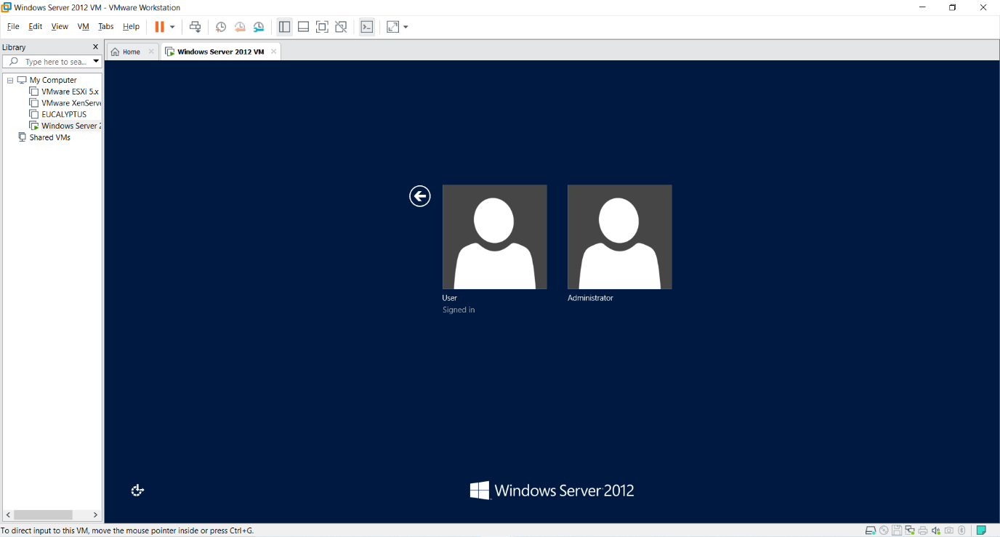 Windows Server 2012 VM - VMware Workstation
File Edit View VM Tabs Help
Library
Type here to sea...
Home
Windows Server 2012 VM
My Computer
VMware ESXi 5.x
VMware XenServe
EUCALYPTUS
Windows Server 2
Shared VMs
User
Signed in
Administrator
Windows Server 2012
To direct input to this VM, move the mouse pointer inside or press Ctrl+G.